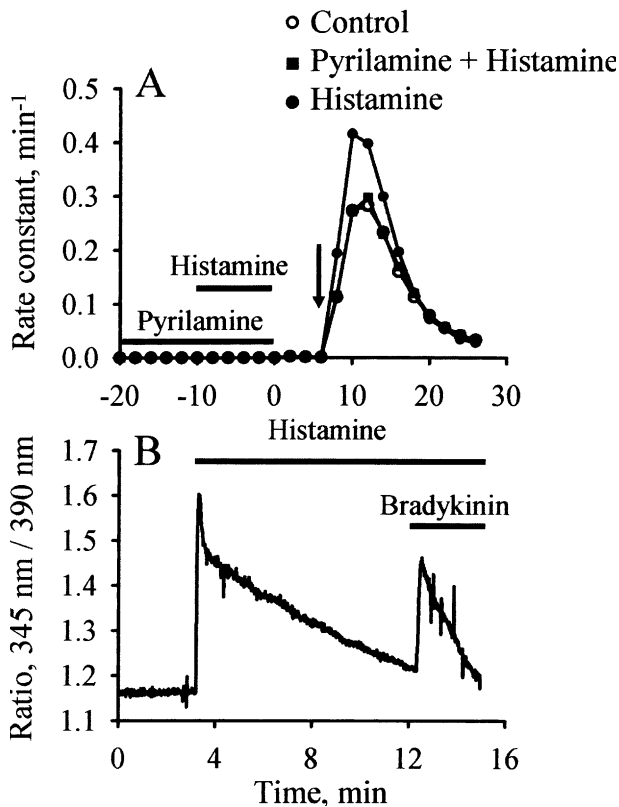 Control
Pyrilamine + Histamine
Histamine
A
Rate constant, min-1
0.5
0.4
0.3
0.2
0.1
0.0
Histamine
Pyrilamine
-20 -10 0 10 20 30
Histamine
B
Ratio, 345 nm / 390 nm
1.7
1.6
1.5
1.4
1.3
1.2
1.1
Bradykinin
0 4 8 12 16
Time, min